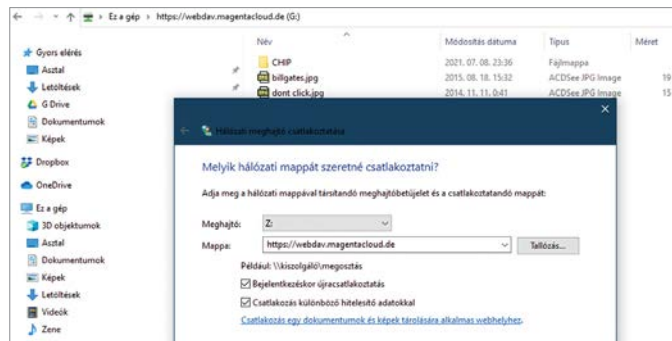 Ez a gép › https://webdav.magentacloud.de (G:)
Név Módosítás dátuma Típus Méret
Gyors elérés
Asztal
Letöltések
G Drive
Dokumentumok
Képek
Dropbox
OneDrive
Ez a gép
3D objektumok
Asztal
Dokumentumok
Képek
Letöltések
Videók
Zene
CHIP 2021. 07. 08. 23:36 Fájlmappa
billgates.jpg 2015. 08. 18. 15:32 ACDSee JPG Image 19
dont click.jpg 2014. 11. 11. 0:41 ACDSee JPG Image 15
Hálózati meghajtó csatlakoztatása
Melyik hálózati mappát szeretné csatlakoztatni?
Adja meg a hálózati mappával társítandó meghajtóbetűjelet és a csatlakoztatandó mappát:
Meghajtó: Z:
Mappa: https://webdav.magentacloud.de Tallózás...
Például: \\kiszolgáló\megosztás
Bejelentkezéskor újracsatlakoztatás
Csatlakozás különböző hitelesítő adatokkal
Csatlakozás egy dokumentumok és képek tárolására alkalmas webhelyhez.